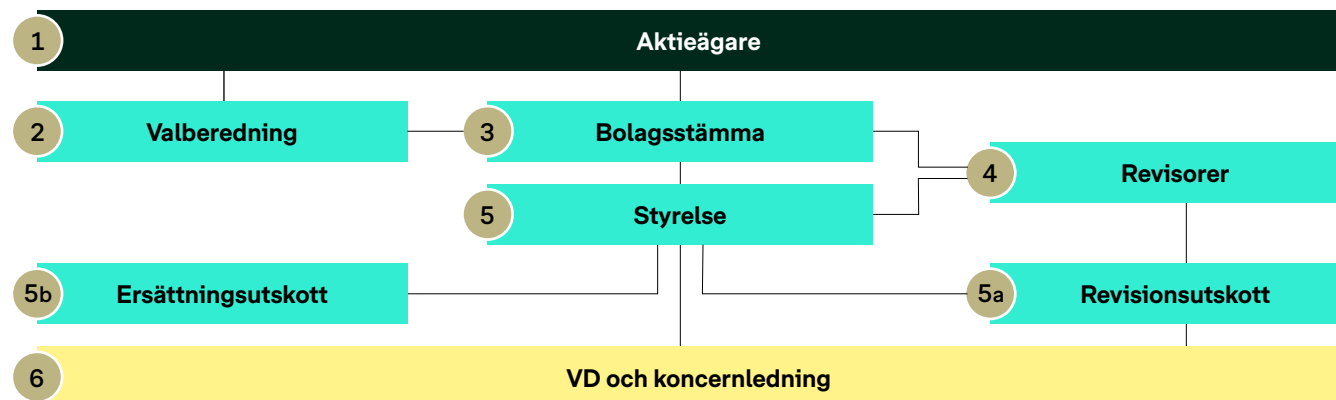 1 Aktieägare
2 Valberedning
3 Bolagsstämma
4 Revisorer
5 Styrelse
5b Ersättningsutskott
5a Revisionsutskott
6 VD och koncernledning